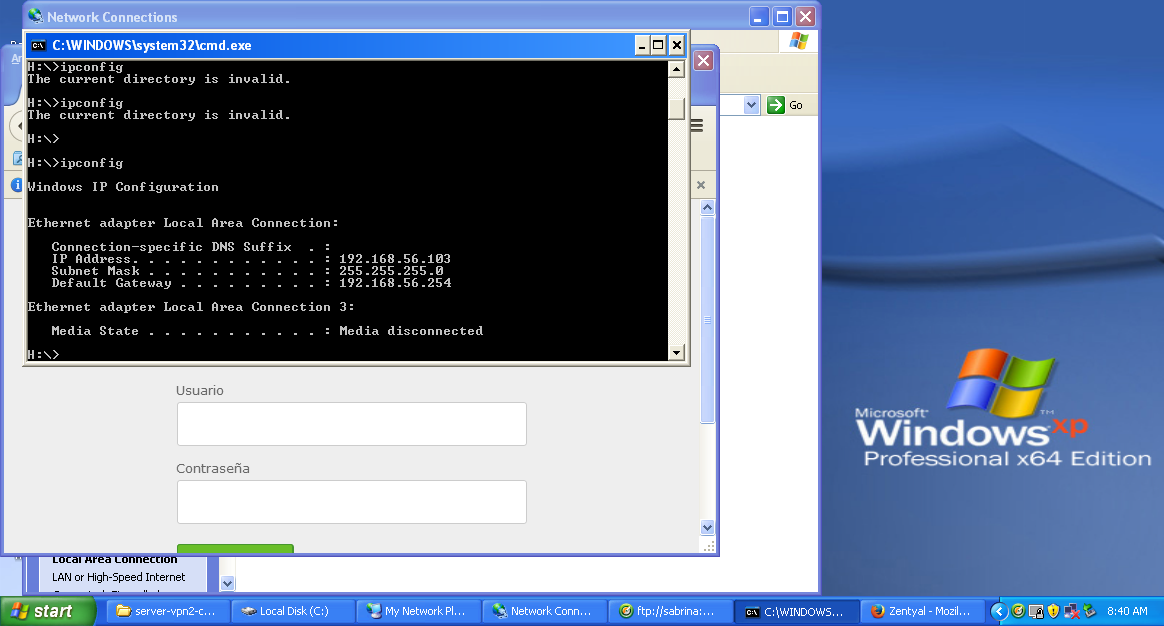 Network Connections
C:\WINDOWS\system32\cmd.exe
H:\>ipconfig
The current directory is invalid.
H:\>ipconfig
The current directory is invalid.
H:\>
H:\>ipconfig
Windows IP Configuration
Ethernet adapter Local Area Connection:
Connection-specific DNS Suffix . :
IP Address. . . . . . . . . . . . : 192.168.56.103
Subnet Mask . . . . . . . . . . . : 255.255.255.0
Default Gateway . . . . . . . . . : 192.168.56.254
Ethernet adapter Local Area Connection 3:
Media State . . . . . . . . . . . : Media disconnected
H:\>
Go
Usuario
Contraseña
Microsoft
Windows xp
TM
Professional x64 Edition
Local Area Connection
LAN or High-Speed Internet
start
server-vpn2-c...
Local Disk (C:)
My Network Pl...
Network Conn...
ftp://sabrina:...
C:\WINDOWS...
Zentyal - Mozil...
8:40 AM